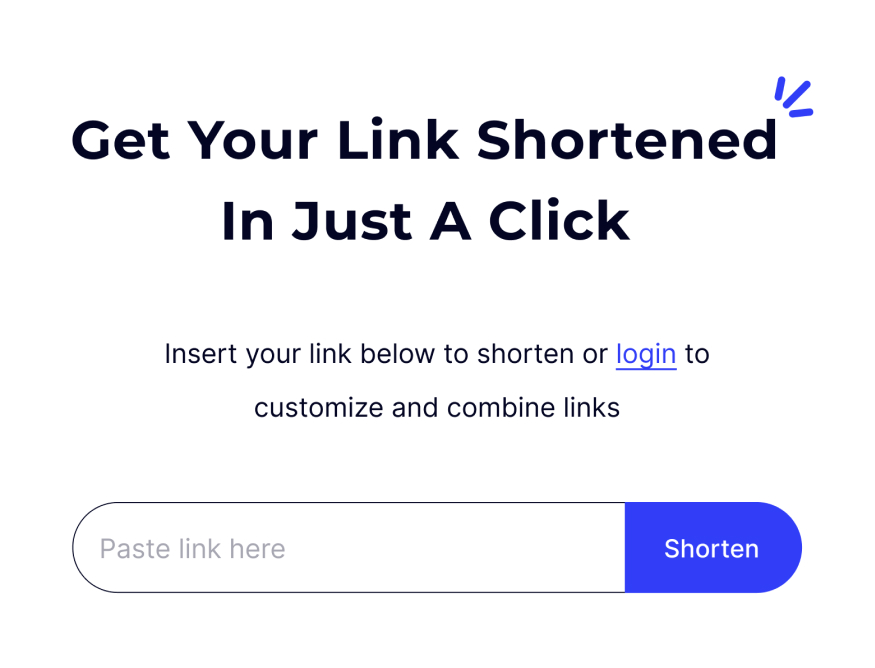 Get Your Link Shortened
In Just A Click
Insert your link below to shorten or login to
customize and combine links
Paste link here
Shorten